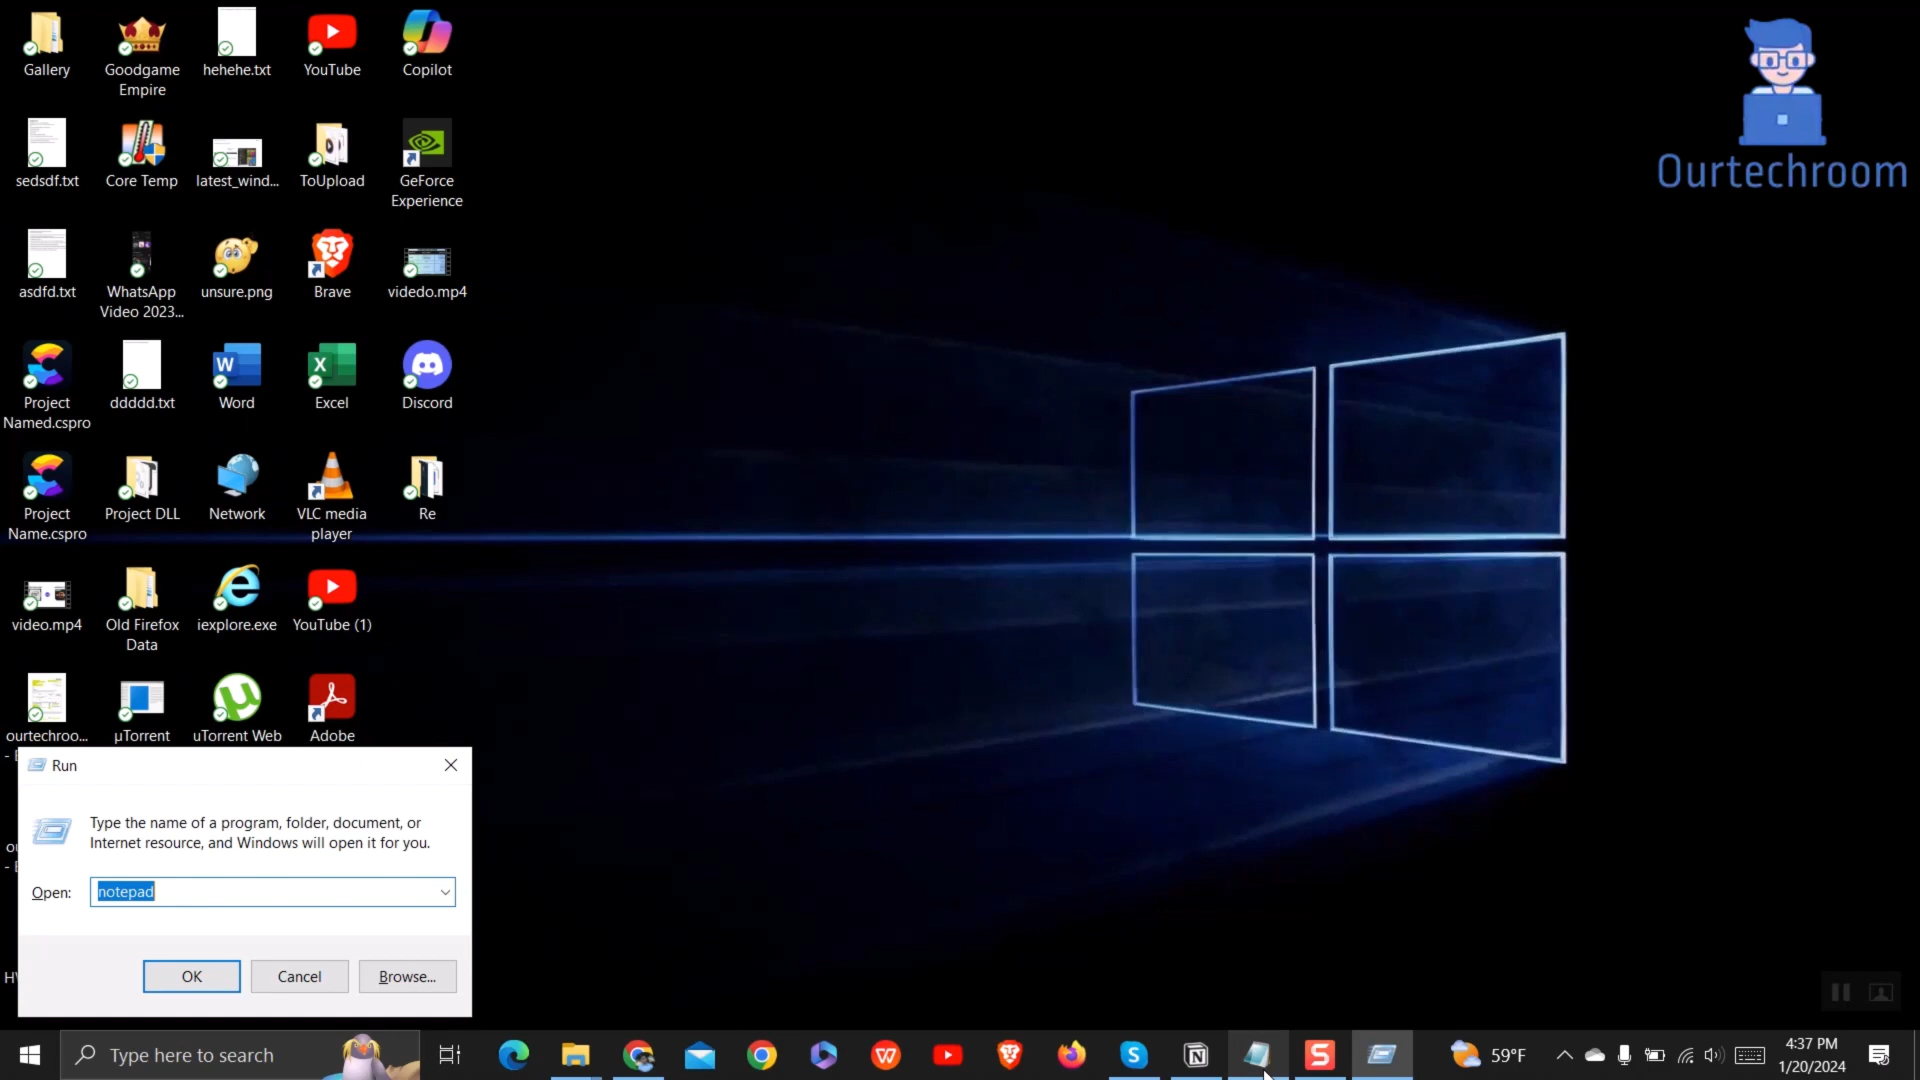 Gallery
Goodgame
Empire
hehehe.txt
YouTube
Copilot
sedsdf.txt
Core Temp
latest_wind...
ToUpload
GeForce
Experience
asdfd.txt
WhatsApp
Video 2023...
unsure.png
Brave
videdo.mp4
Project
Named.cspro
ddddd.txt
Word
Excel
Discord
Project
Name.cspro
Project DLL
Network
VLC media
player
Re
video.mp4
Old Firefox
Data
iexplore.exe
YouTube (1)
ourtechroo...
µTorrent
uTorrent Web
Adobe
Ourtechroom
Run
Type the name of a program, folder, document, or
Internet resource, and Windows will open it for you.
Open: notepad
OK Cancel Browse...
Type here to search
59°F
4:37 PM
1/20/2024